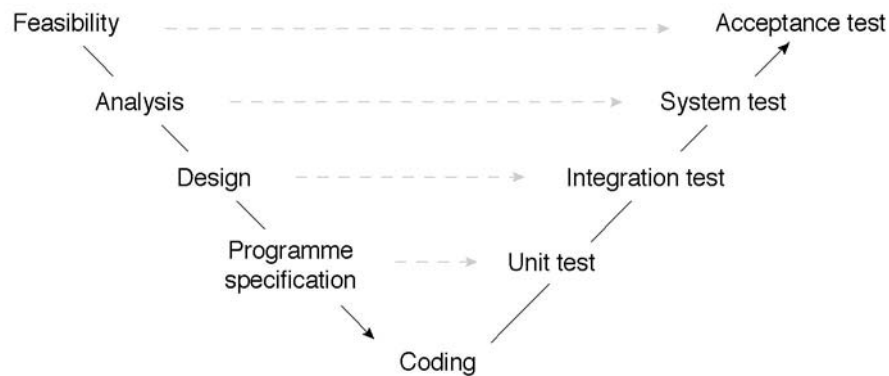 Feasibility
Acceptance test
Analysis
System test
Design
Integration test
Programme
specification
Unit test
Coding